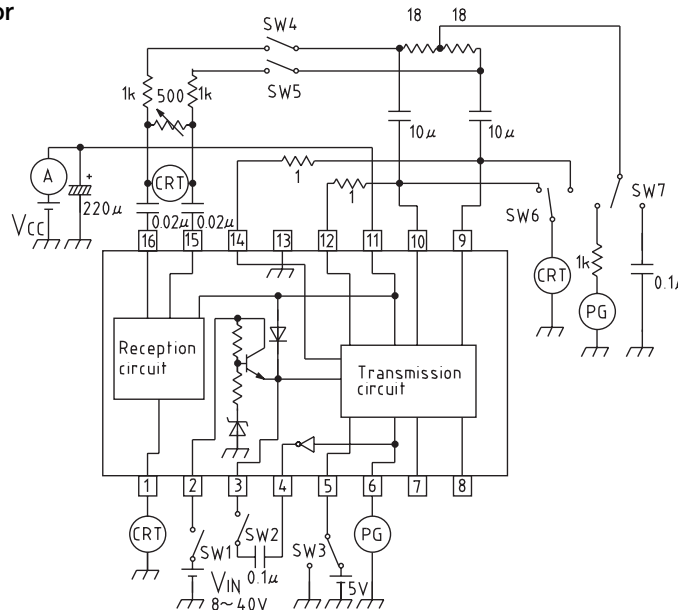 or
SW4
18 18
1k 500 1k
SW5
10μ 10μ
A
+
CRT
1
1
SW7
SW6
VCC
220μ
0.02μ 0.02μ
16 15 14 13 12 11 10 9
CRT
1k
0.1μ
PG
Reception
circuit
Transmission
circuit
1 2 3 4 5 6 7 8
CRT
SW1
SW2
SW3
PG
0.1μ
VIN
8~40V
5V